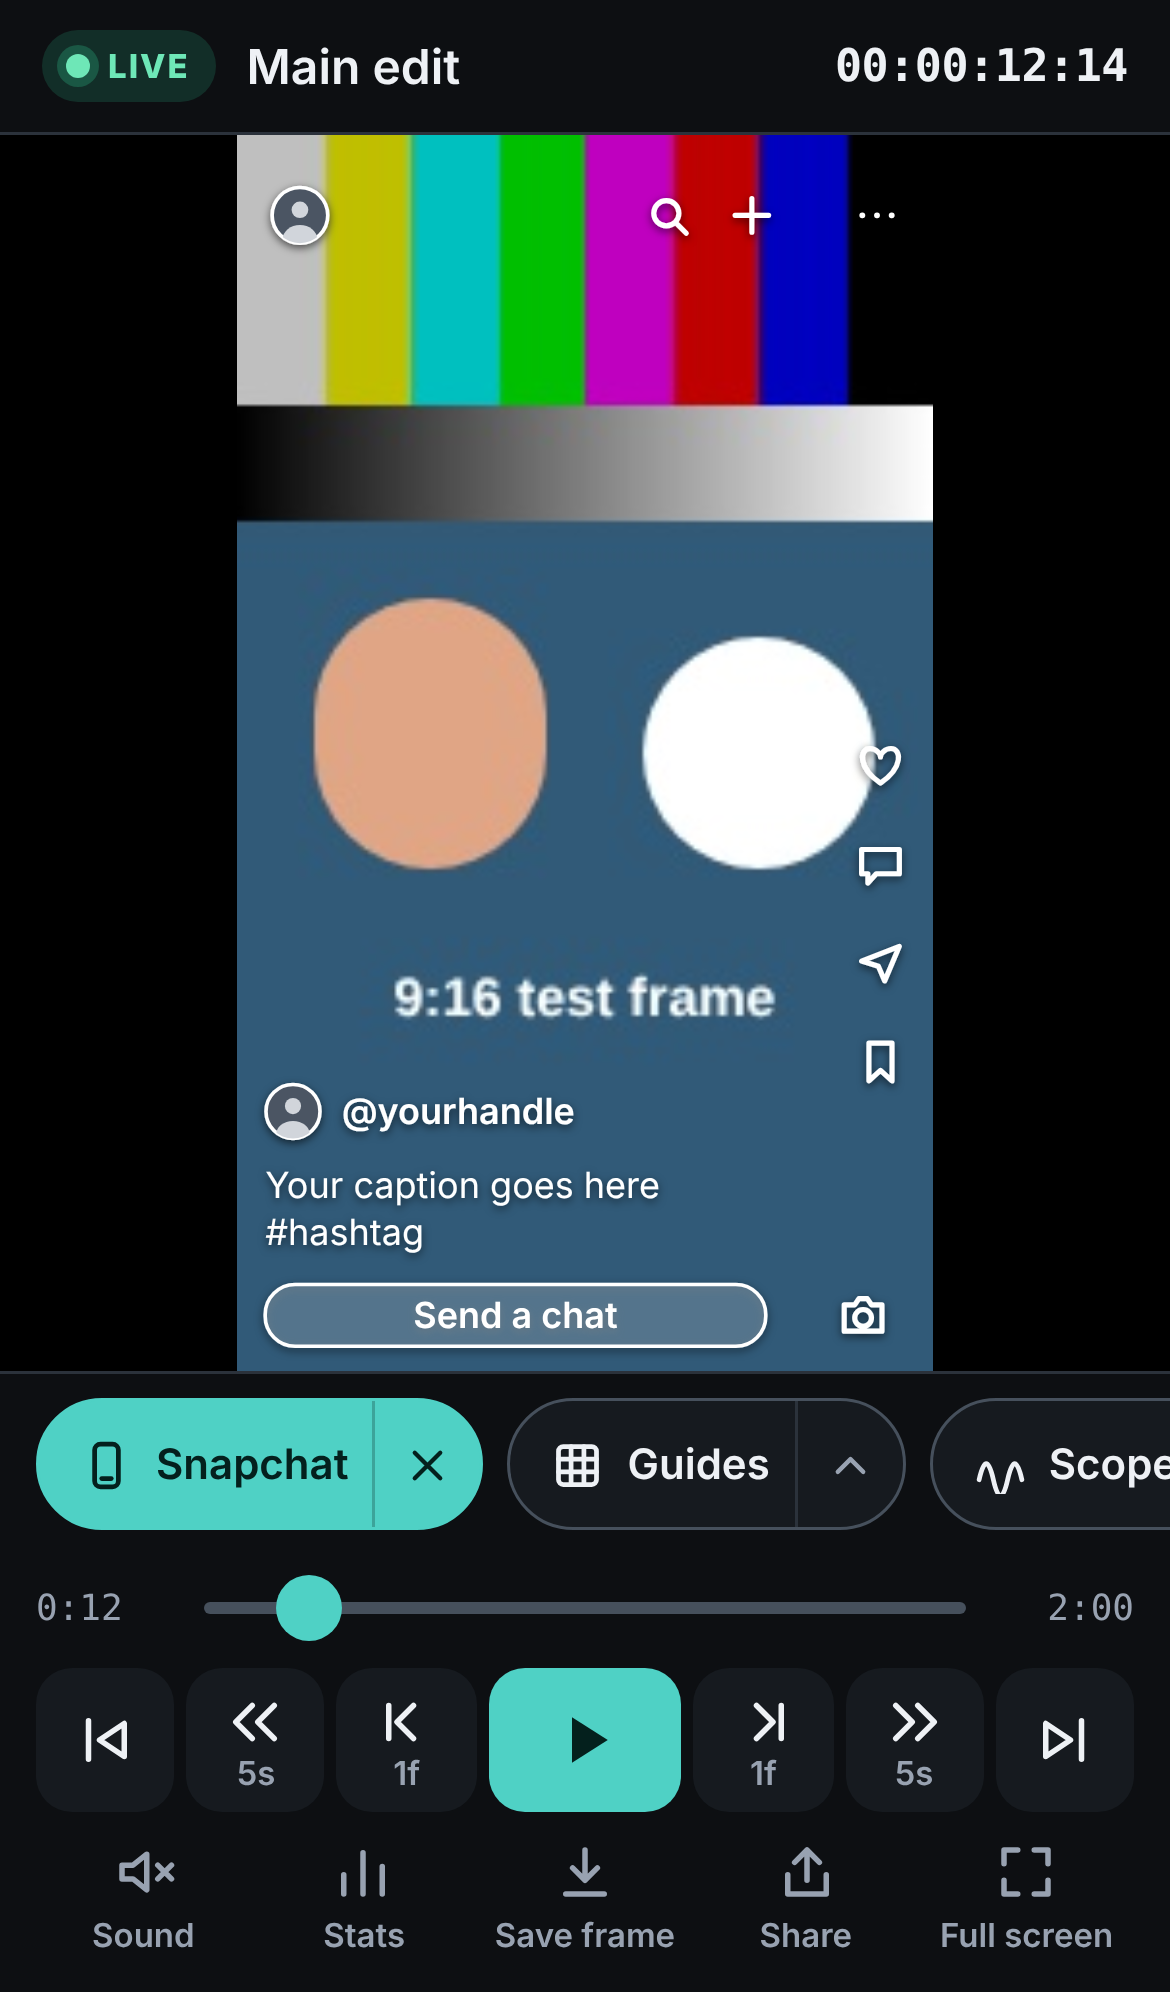 LIVE
Main edit
00:00:12:14
9:16 test frame
@yourhandle
Your caption goes here
#hashtag
Send a chat
Snapchat
Guides
Scope
0:12
2:00
5s
1f
1f
5s
Sound
Stats
Save frame
Share
Full screen